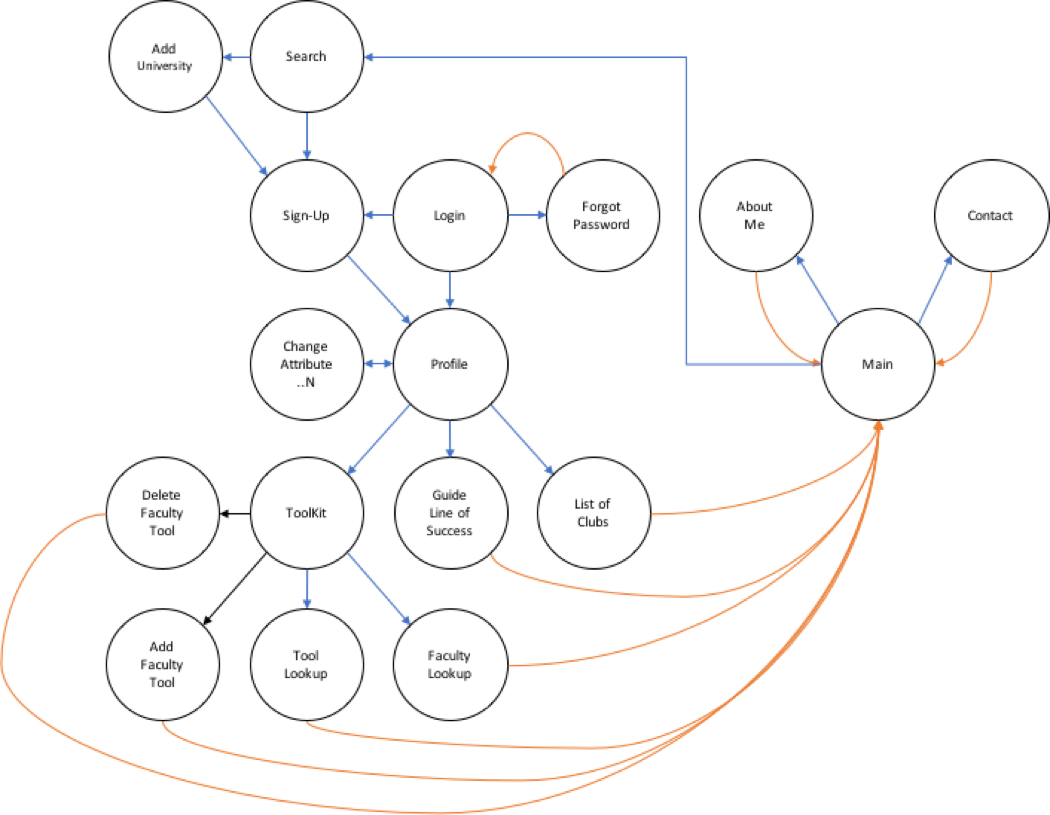 Add
University
Search
Sign-Up
Login
Forgot
Password
About
Me
Contact
Change
Attribute
..N
Profile
Main
Delete
Faculty
Tool
ToolKit
Guide
Line of
Success
List of
Clubs
Add
Faculty
Tool
Tool
Lookup
Faculty
Lookup